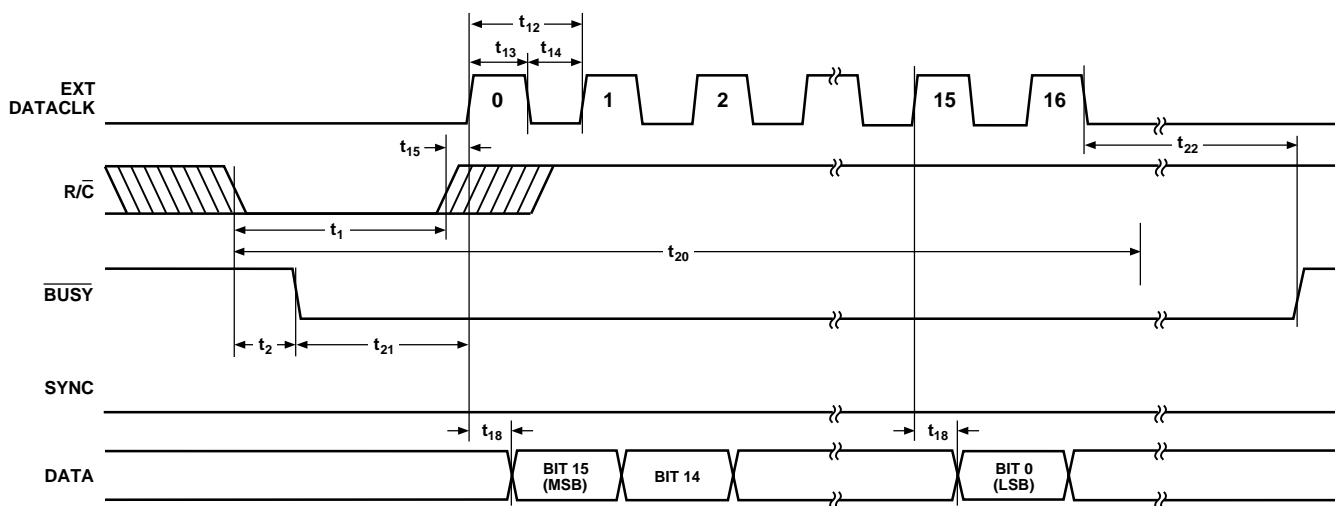 t12
t13
t14
EXT
DATACLK
0
1
2
15
16
t15
t22
R/C̅
t1
t20
B̅U̅S̅Y̅
t2
t21
SYNC
t18
t18
DATA
BIT 15
(MSB)
BIT 14
BIT 0
(LSB)